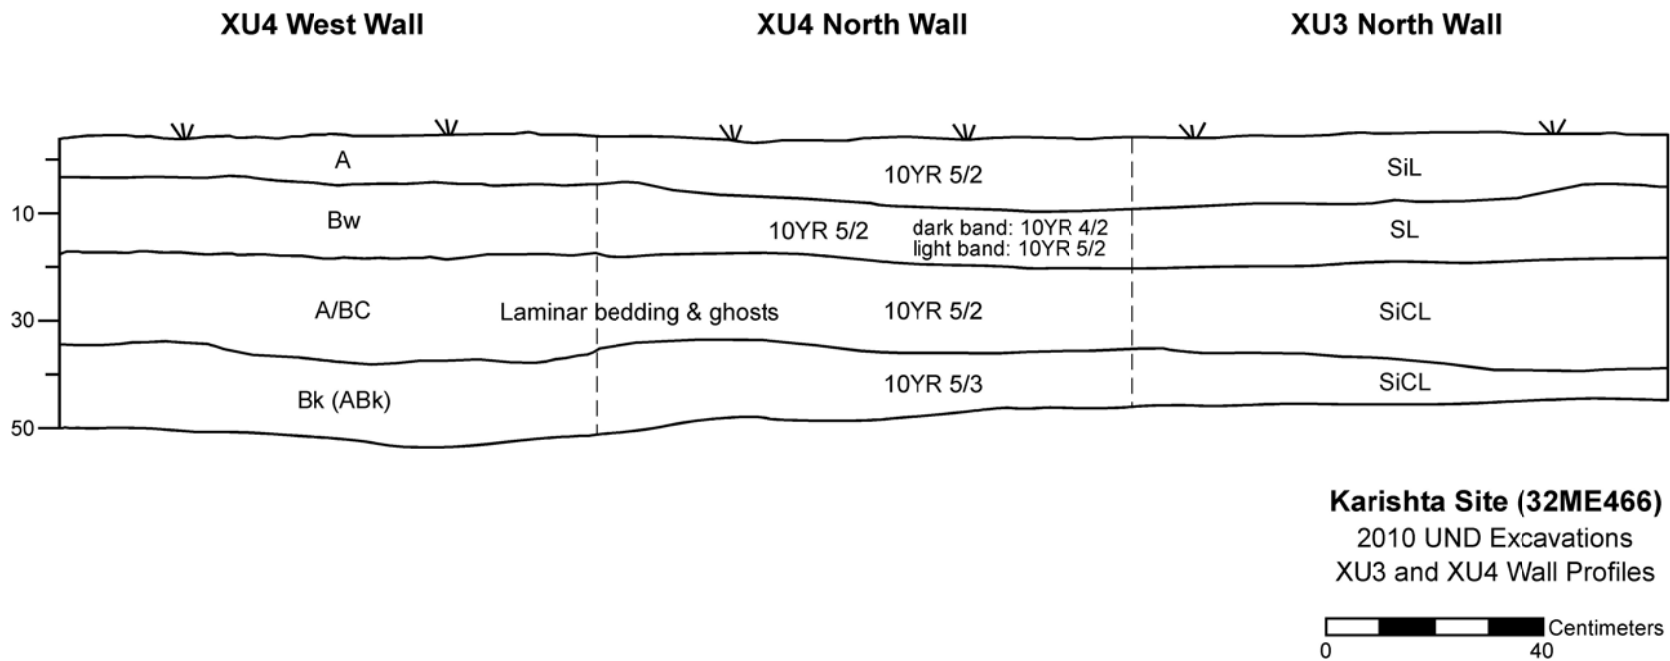 XU4 West Wall
XU4 North Wall
XU3 North Wall
A
10YR 5/2
SiL
10
Bw
10YR 5/2
dark band: 10YR 4/2
light band: 10YR 5/2
SL
30
A/BC
Laminar bedding & ghosts
10YR 5/2
SiCL
Bk (ABk)
10YR 5/3
SiCL
50
Karishta Site (32ME466)
2010 UND Excavations
XU3 and XU4 Wall Profiles
Centimeters
0
40